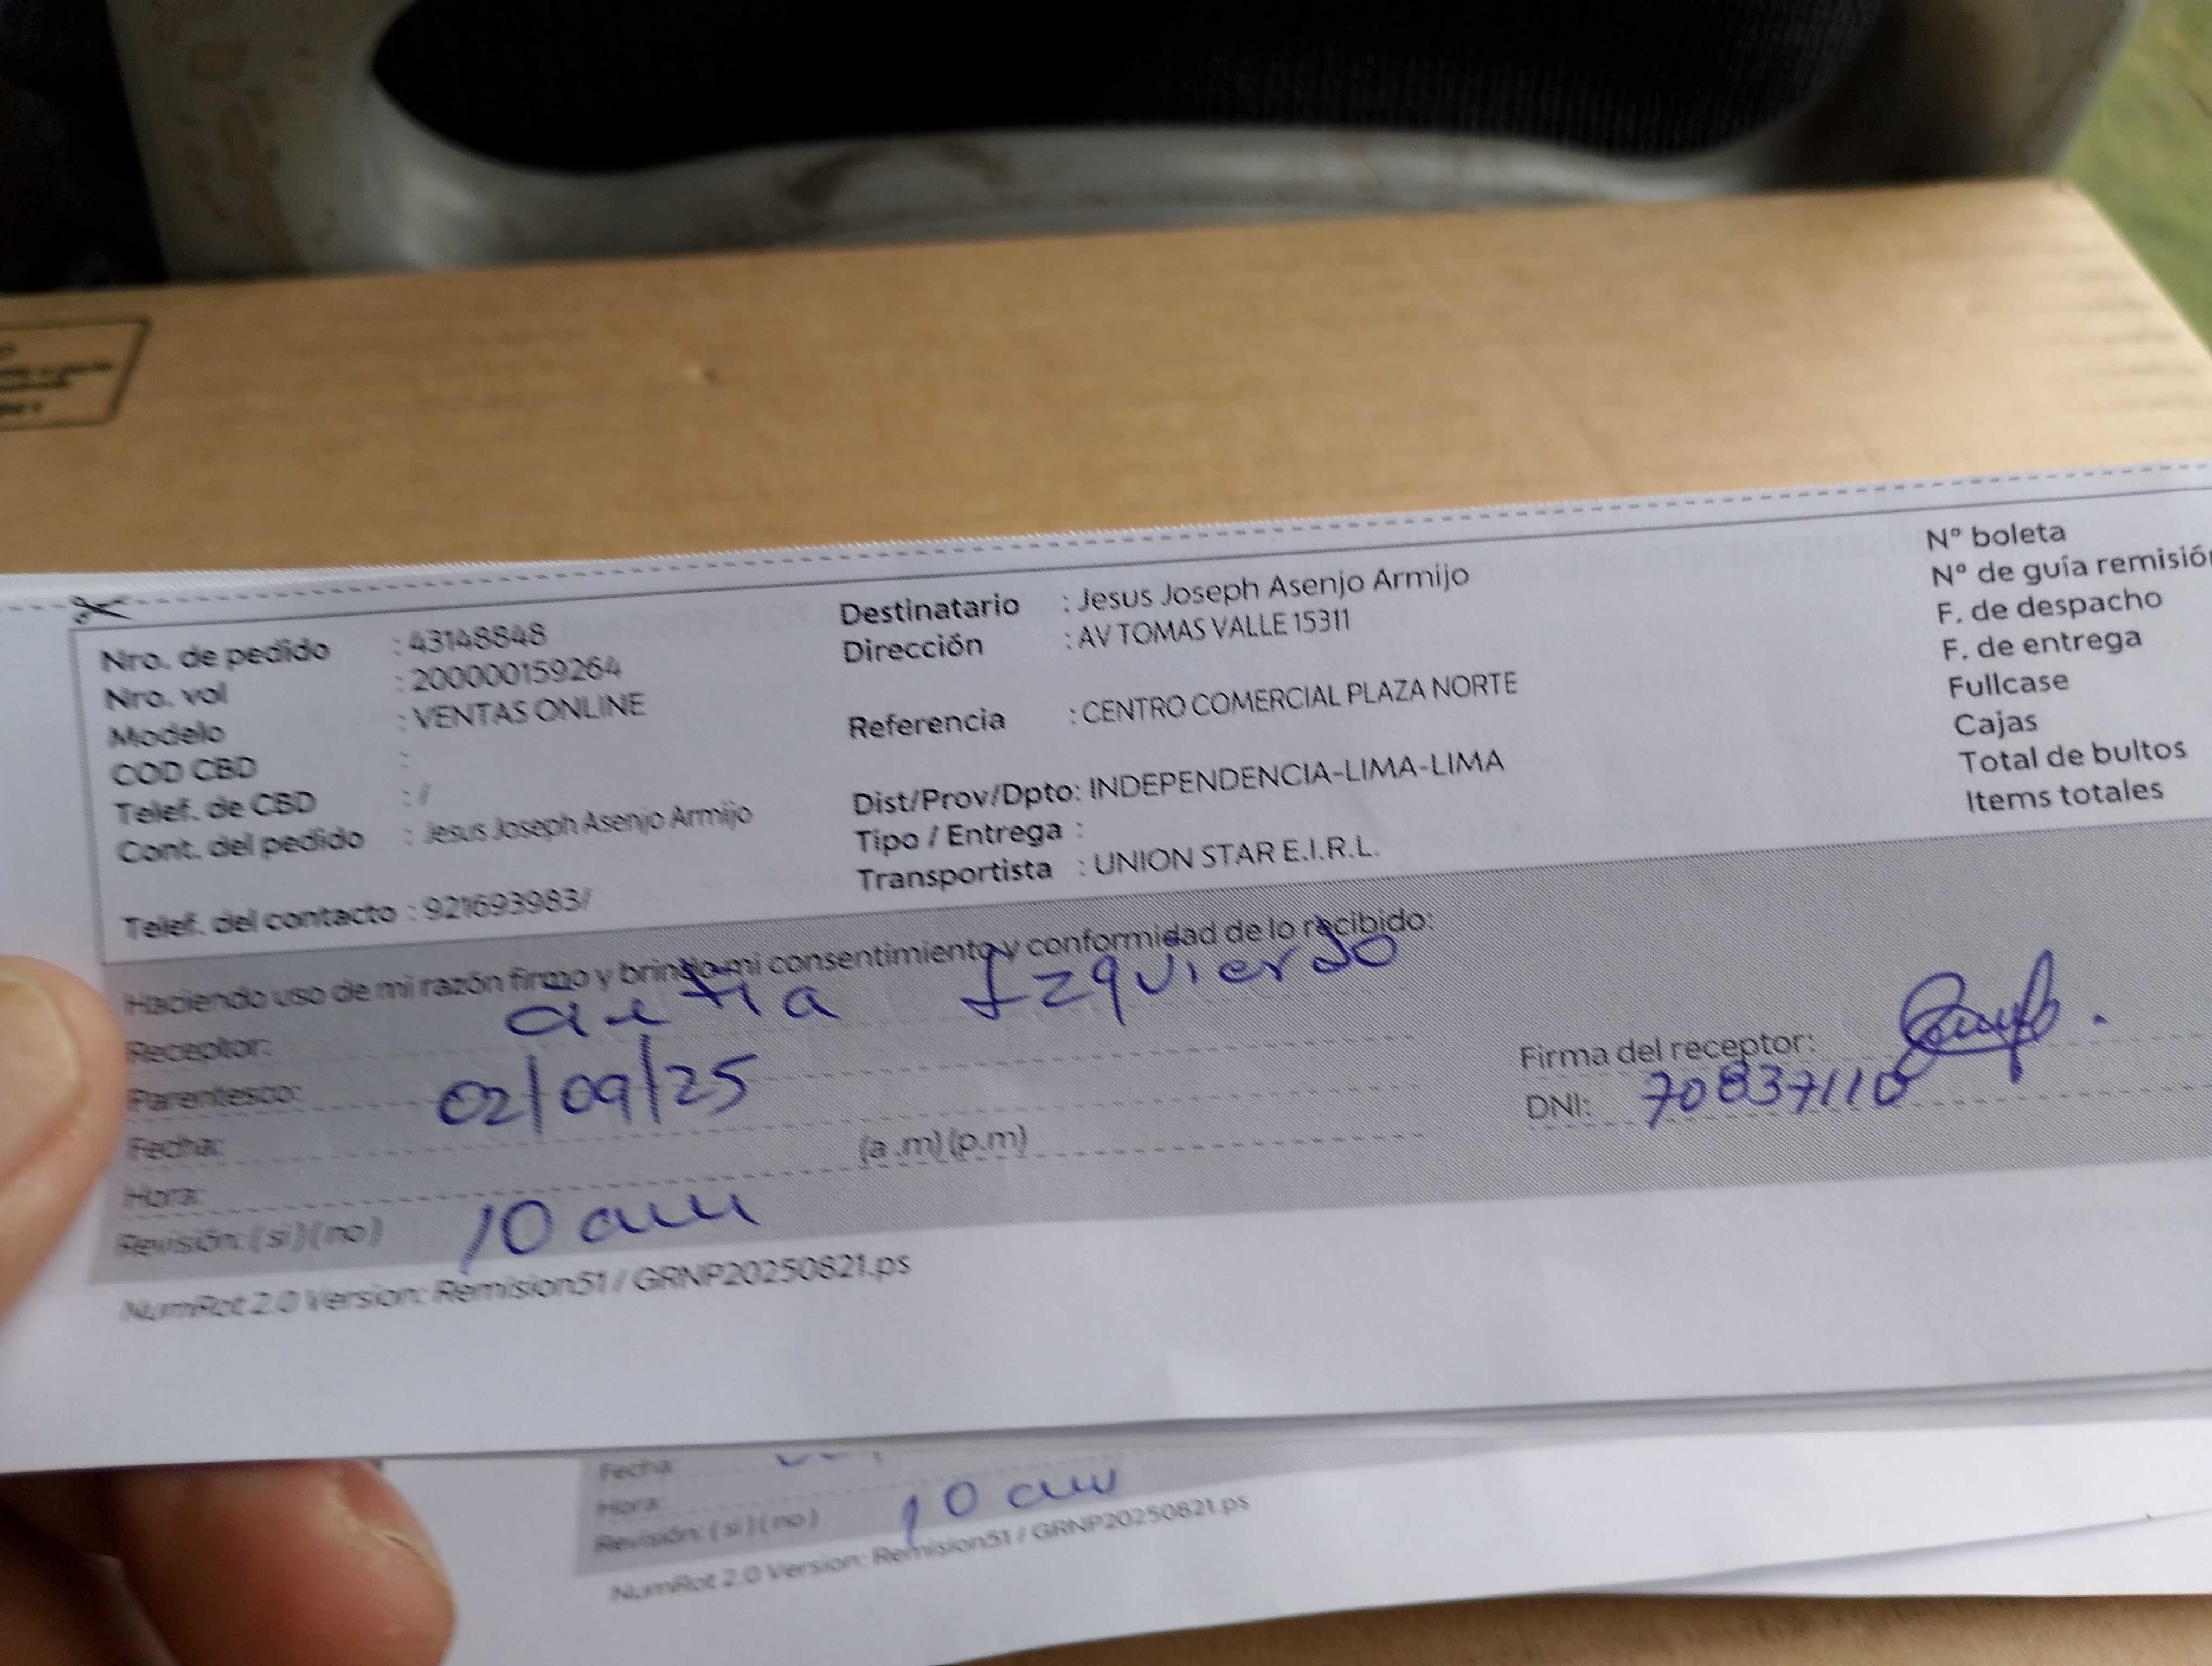 Nro. de pedido : 43148848
Nro. vol : 200000159264
Modelo : VENTAS ONLINE
COD CBD :
Telef. de CBD : /
Cont. del pedido : Jesus Joseph Asenjo Armijo
Telef. del contacto : 921693983/
Destinatario : Jesus Joseph Asenjo Armijo
Dirección : AV TOMAS VALLE 15311
Referencia : CENTRO COMERCIAL PLAZA NORTE
Dist/Prov/Dpto: INDEPENDENCIA-LIMA-LIMA
Tipo / Entrega :
Transportista : UNION STAR E.I.R.L.
N° boleta
N° de guía remisión
F. de despacho
F. de entrega
Fullcase
Cajas
Total de bultos
Items totales
Haciendo uso de mi razón firmo y brindo mi consentimiento y conformidad de lo recibido:
Receptor: Izquierdo
Parentesco:
Fecha: 02/09/25
Hora: (a .m) (p.m)
Revisión: ( si ) ( no ) 10 am
Firma del receptor:
DNI: 70837110
NumRot 2.0 Version: Remision51 / GRNP20250821.ps
Fecha:
Hora:
Revisión: ( si ) ( no ) 10 am
NumRot 2.0 Version: Remision51 / GRNP20250821.ps